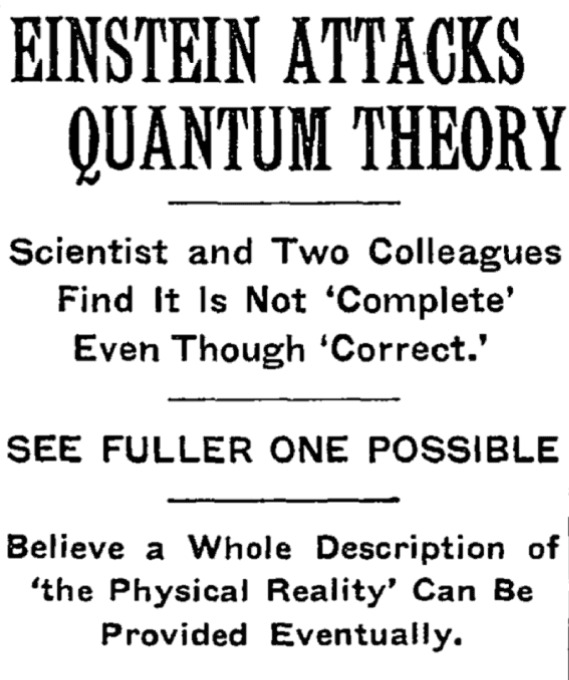 EINSTEIN ATTACKS
QUANTUM THEORY
Scientist and Two Colleagues
Find It Is Not ‘Complete’
Even Though ‘Correct.’
SEE FULLER ONE POSSIBLE
Believe a Whole Description of
‘the Physical Reality’ Can Be
Provided Eventually.